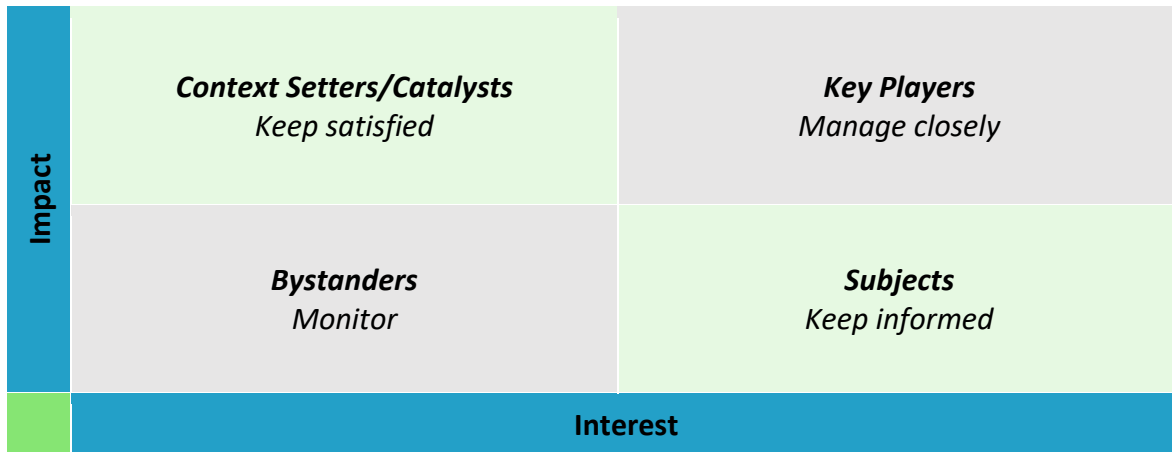 Impact
Context Setters/Catalysts
Keep satisfied
Key Players
Manage closely
Bystanders
Monitor
Subjects
Keep informed
Interest